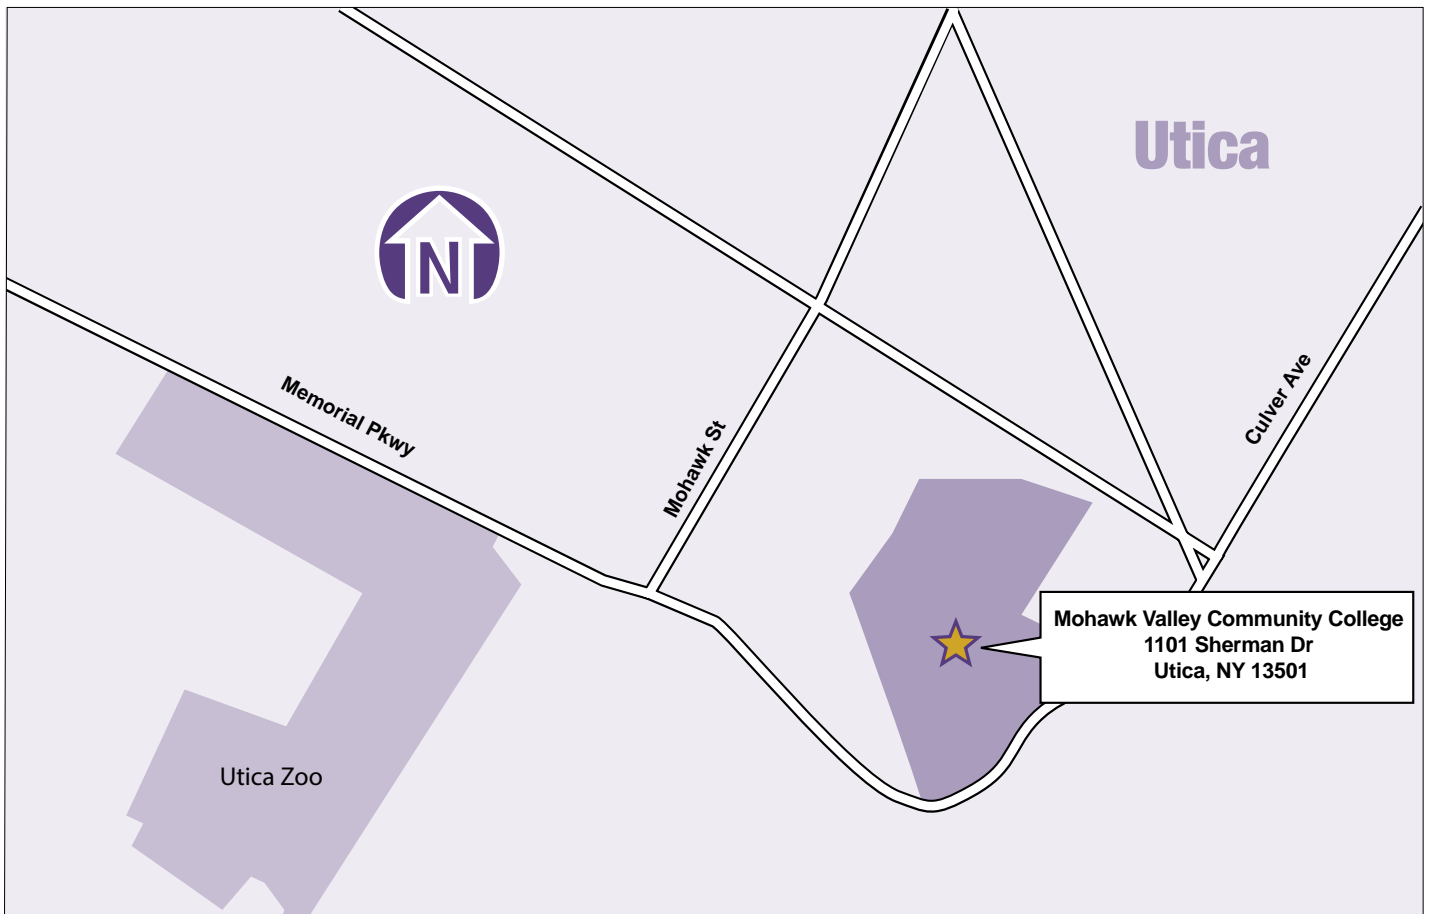 Utica
N
Memorial Pkwy
Mohawk St
Culver Ave
Mohawk Valley Community College
1101 Sherman Dr
Utica, NY 13501
Utica Zoo